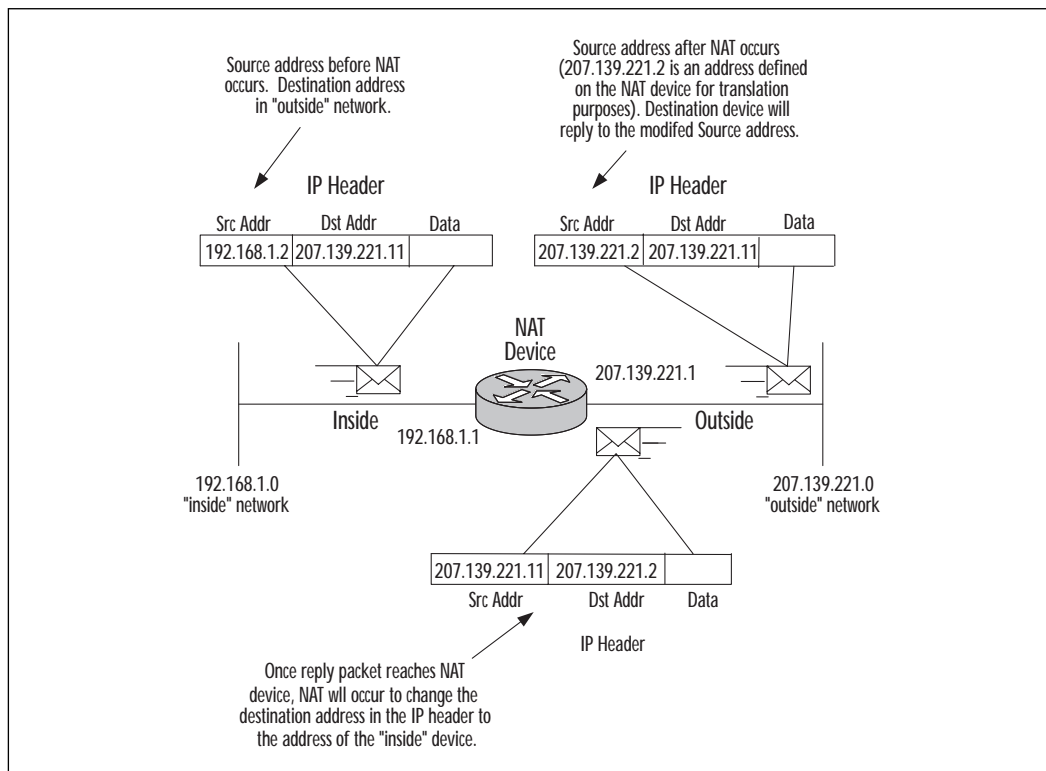 Source address before NAT
occurs. Destination address
in "outside" network.
Source address after NAT occurs
(207.139.221.2 is an address defined
on the NAT device for translation
purposes). Destination device will
reply to the modifed Source address.
IP Header
Src Addr Dst Addr Data
192.168.1.2 207.139.221.11
IP Header
Src Addr Dst Addr Data
207.139.221.2 207.139.221.11
NAT
Device
207.139.221.1
Inside
Outside
192.168.1.1
192.168.1.0
"inside" network
207.139.221.0
"outside" network
207.139.221.11 207.139.221.2
Src Addr Dst Addr Data
IP Header
Once reply packet reaches NAT
device, NAT wll occur to change the
destination address in the IP header to
the address of the "inside" device.